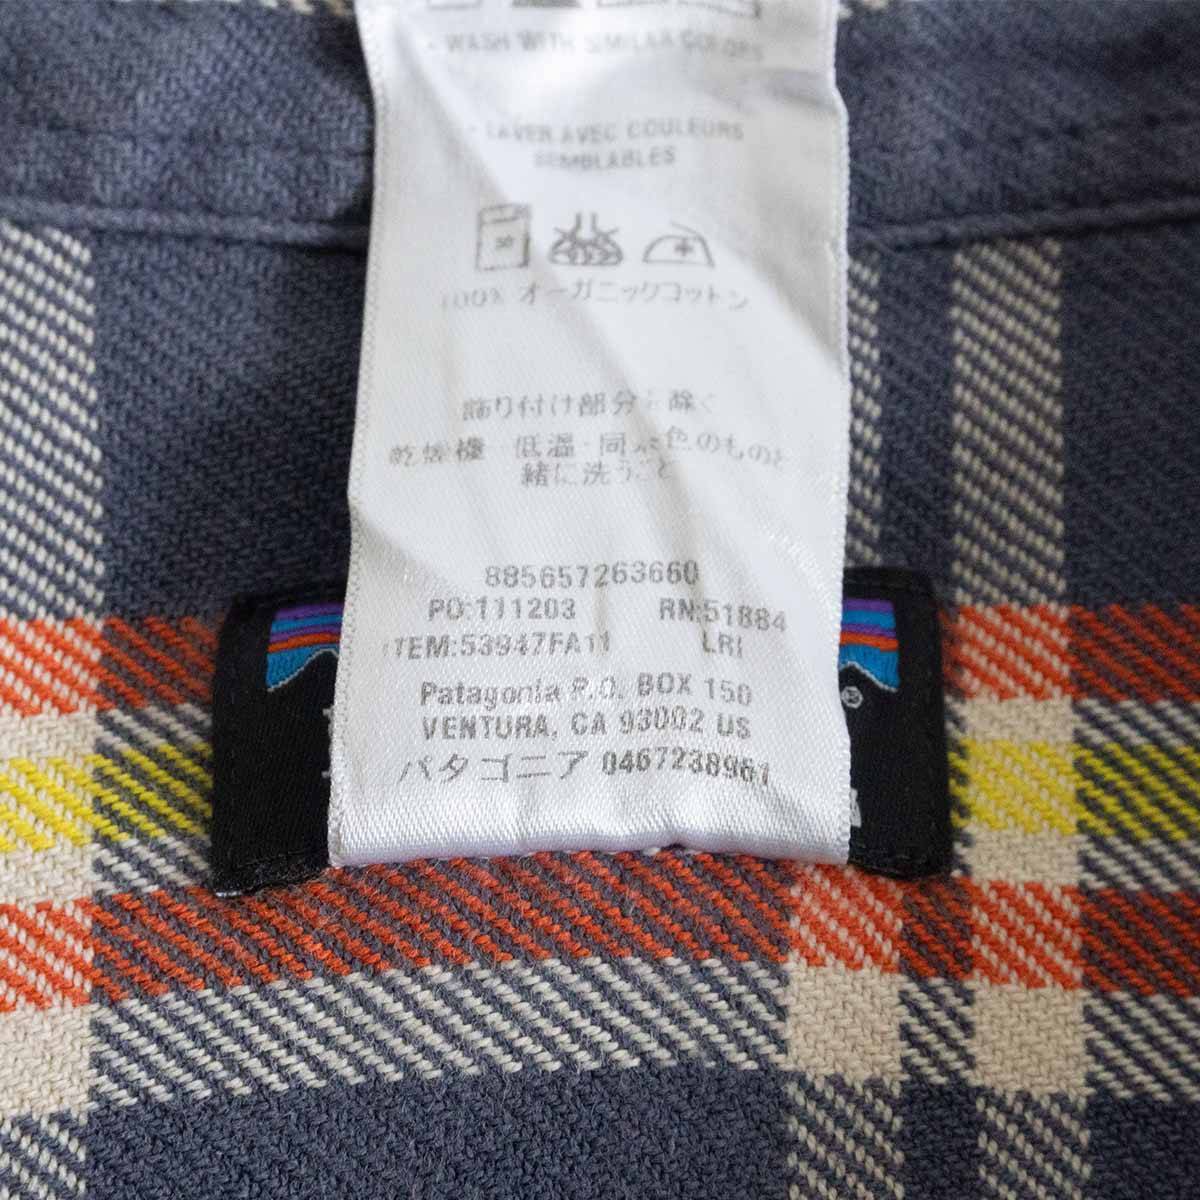 • WASH WITH SIMILAR COLORS
• LAVER AVEC COULEURS
SEMBLABLES
30
100% オーガニックコットン
飾り付け部分を除く
乾燥機・低温・同系色のものと
一緒に洗うこと
885657263660
PO:111203 RN:51884
ITEM:53947FA11 LRI
Patagonia P.O. BOX 150
VENTURA, CA 93002 US
パタゴニア 0467238961
®